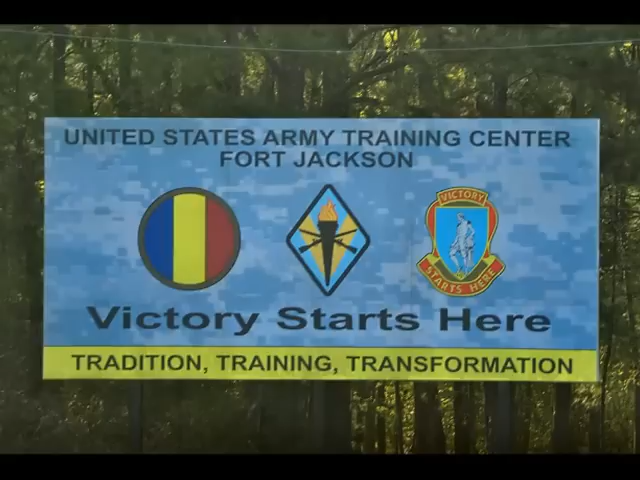 UNITED STATES ARMY TRAINING CENTER
FORT JACKSON
VICTORY
STARTS HERE
Victory Starts Here
TRADITION, TRAINING, TRANSFORMATION